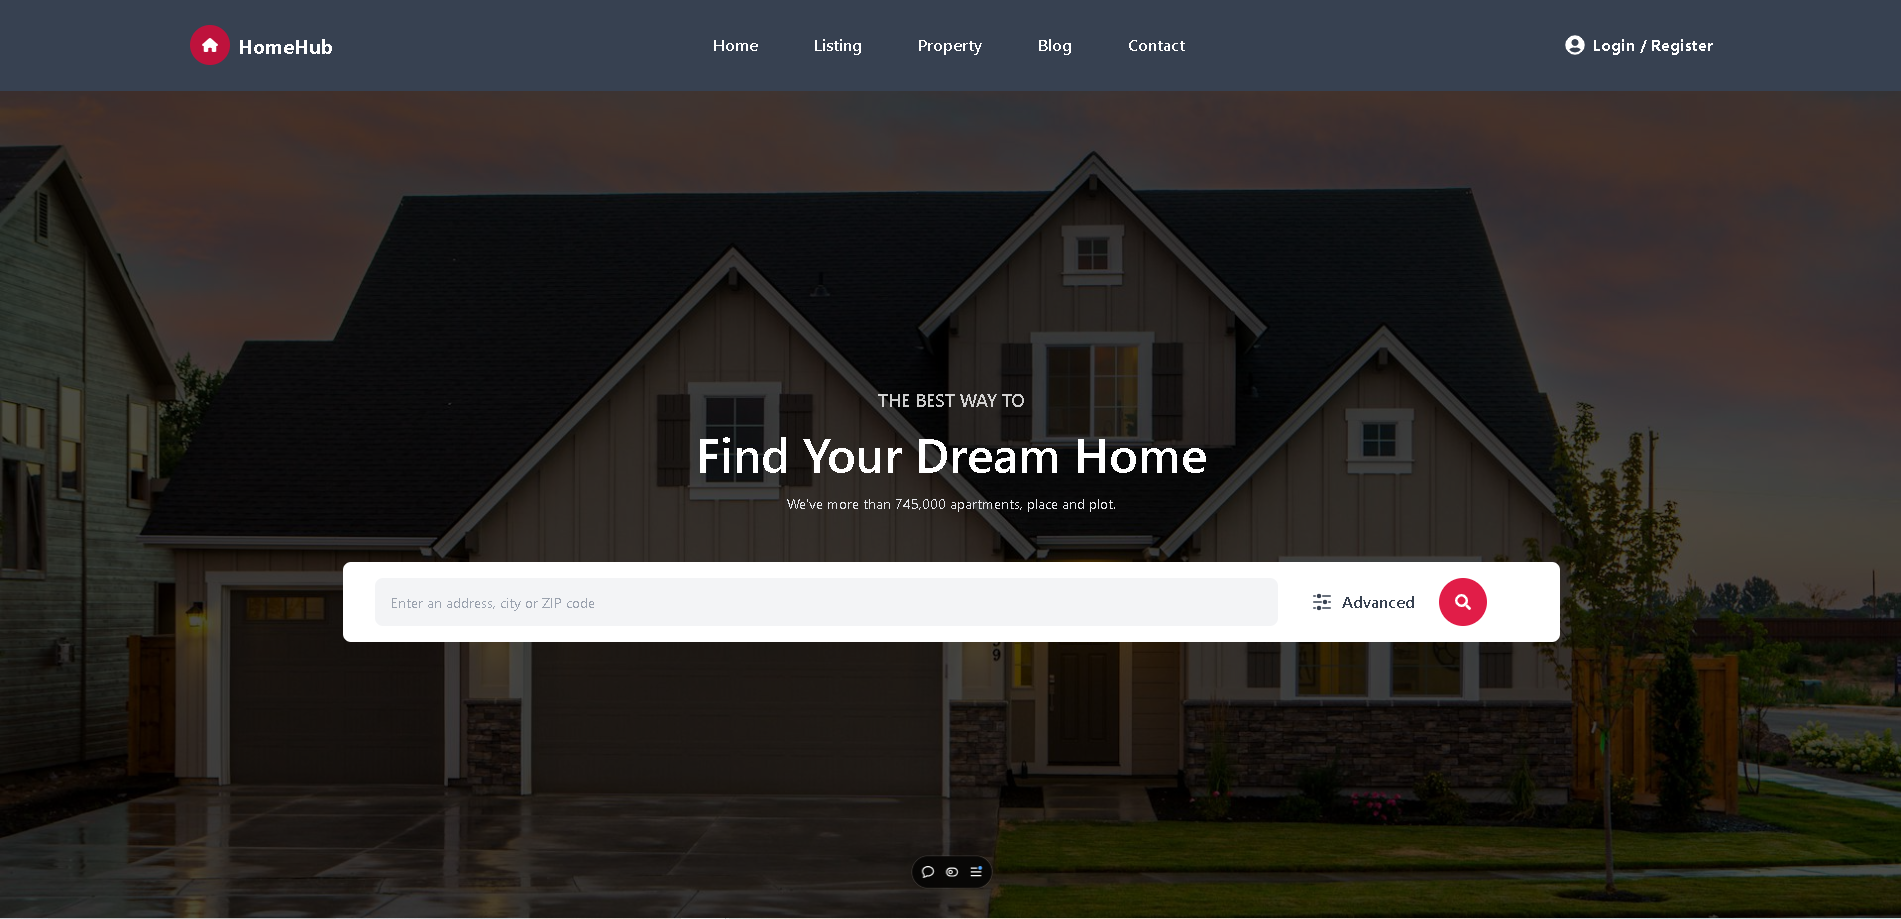 HomeHub
Home
Listing
Property
Blog
Contact
Login / Register
THE BEST WAY TO
Find Your Dream Home
We've more than 745,000 apartments, place and plot.
Enter an address, city or ZIP code
Advanced